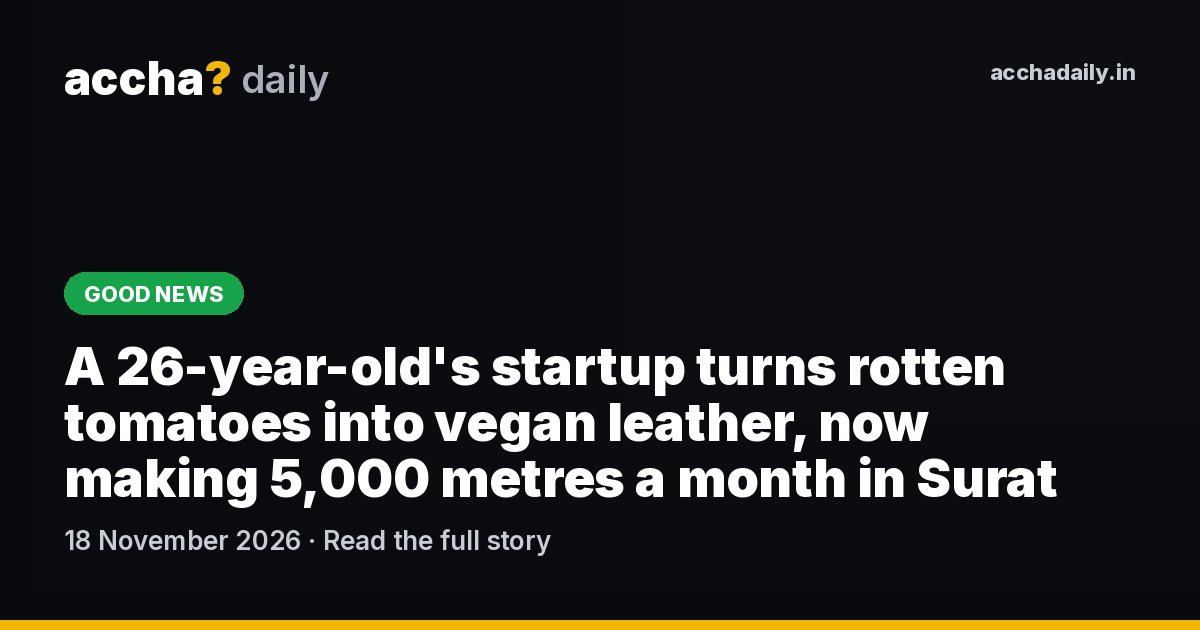 accha? daily
acchadaily.in
GOOD NEWS
A 26-year-old's startup turns rotten
tomatoes into vegan leather, now
making 5,000 metres a month in Surat
18 November 2026 · Read the full story